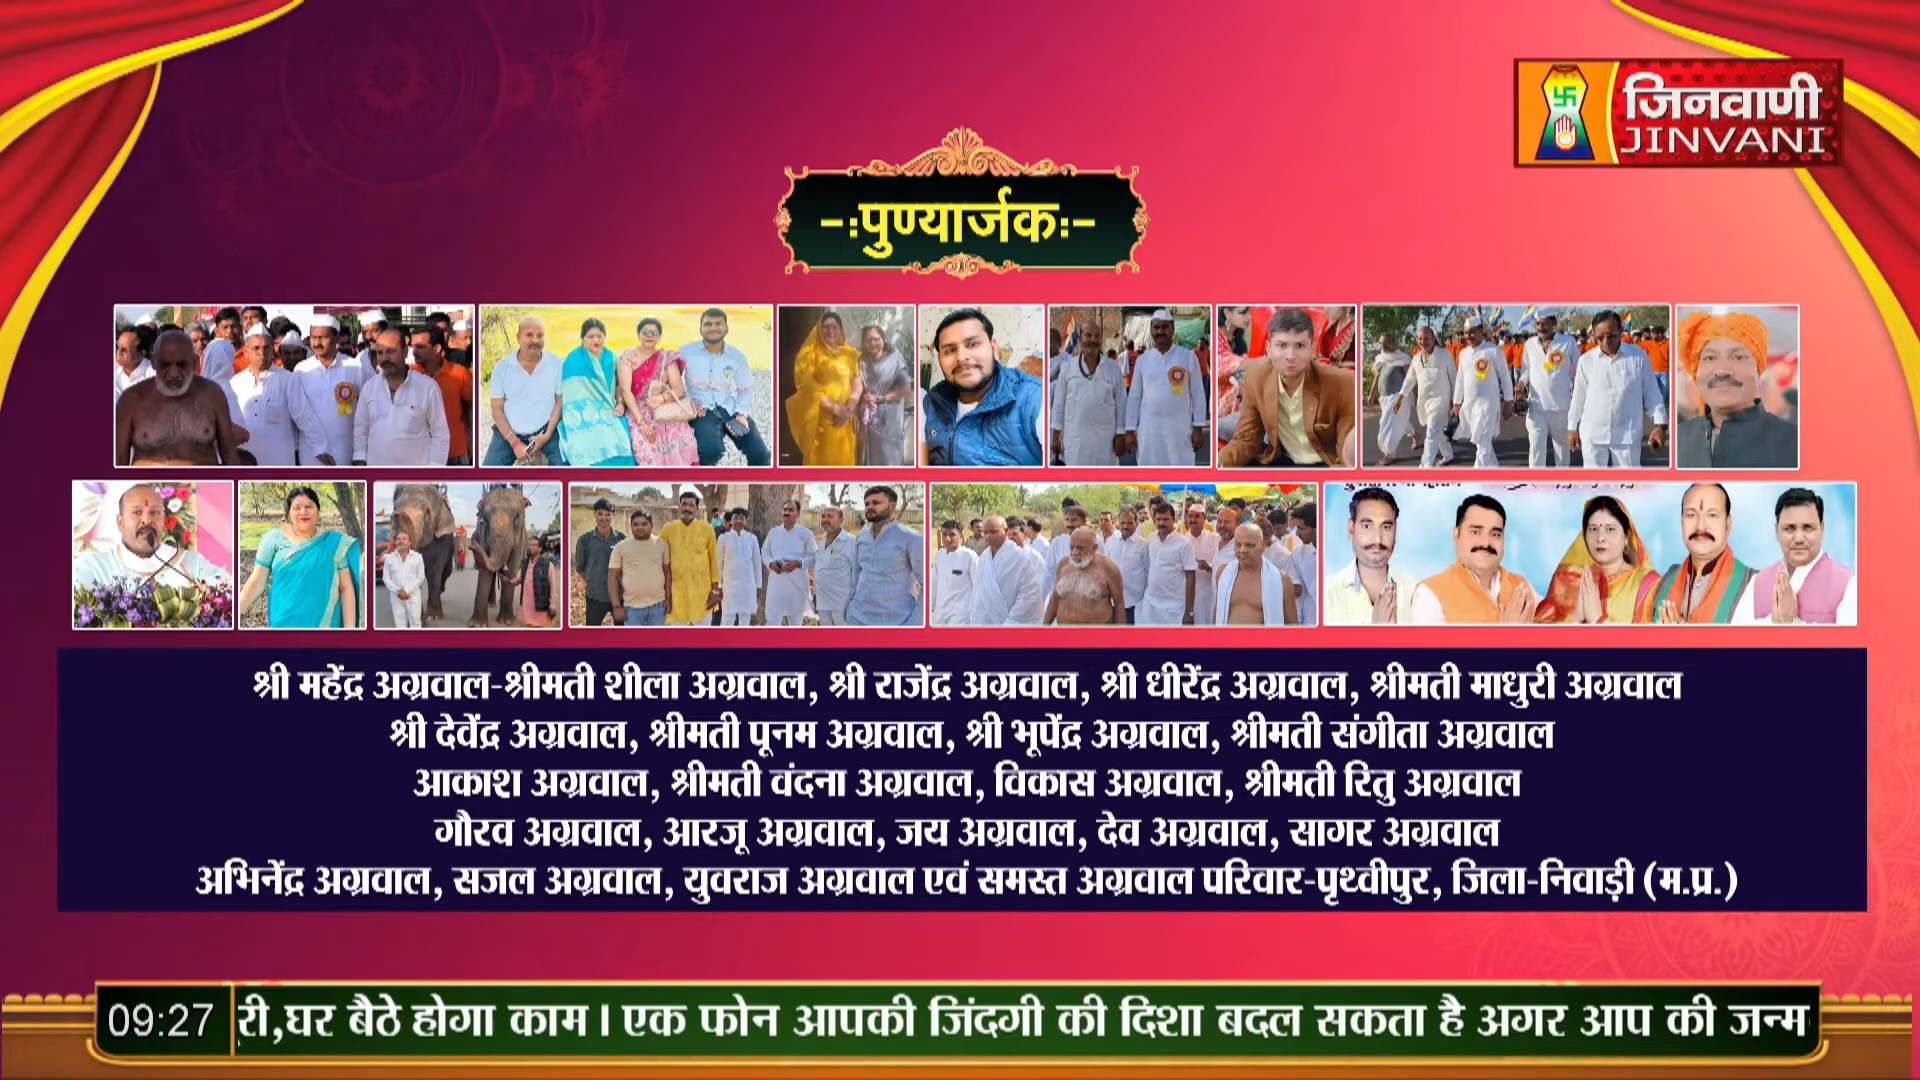 जिनवाणी
JINVANI
-:पुण्यार्जक:-
श्री महेंद्र अग्रवाल-श्रीमती शीला अग्रवाल, श्री राजेंद्र अग्रवाल, श्री धीरेंद्र अग्रवाल, श्रीमती माधुरी अग्रवाल
श्री देवेंद्र अग्रवाल, श्रीमती पूनम अग्रवाल, श्री भूपेंद्र अग्रवाल, श्रीमती संगीता अग्रवाल
आकाश अग्रवाल, श्रीमती वंदना अग्रवाल, विकास अग्रवाल, श्रीमती रितु अग्रवाल
गौरव अग्रवाल, आरजू अग्रवाल, जय अग्रवाल, देव अग्रवाल, सागर अग्रवाल
अभिनेंद्र अग्रवाल, सजल अग्रवाल, युवराज अग्रवाल एवं समस्त अग्रवाल परिवार-पृथ्वीपुर, जिला-निवाड़ी (म.प्र.)
09:27 री,घर बैठे होगा काम । एक फोन आपकी जिंदगी की दिशा बदल सकता है अगर आप की जन्म